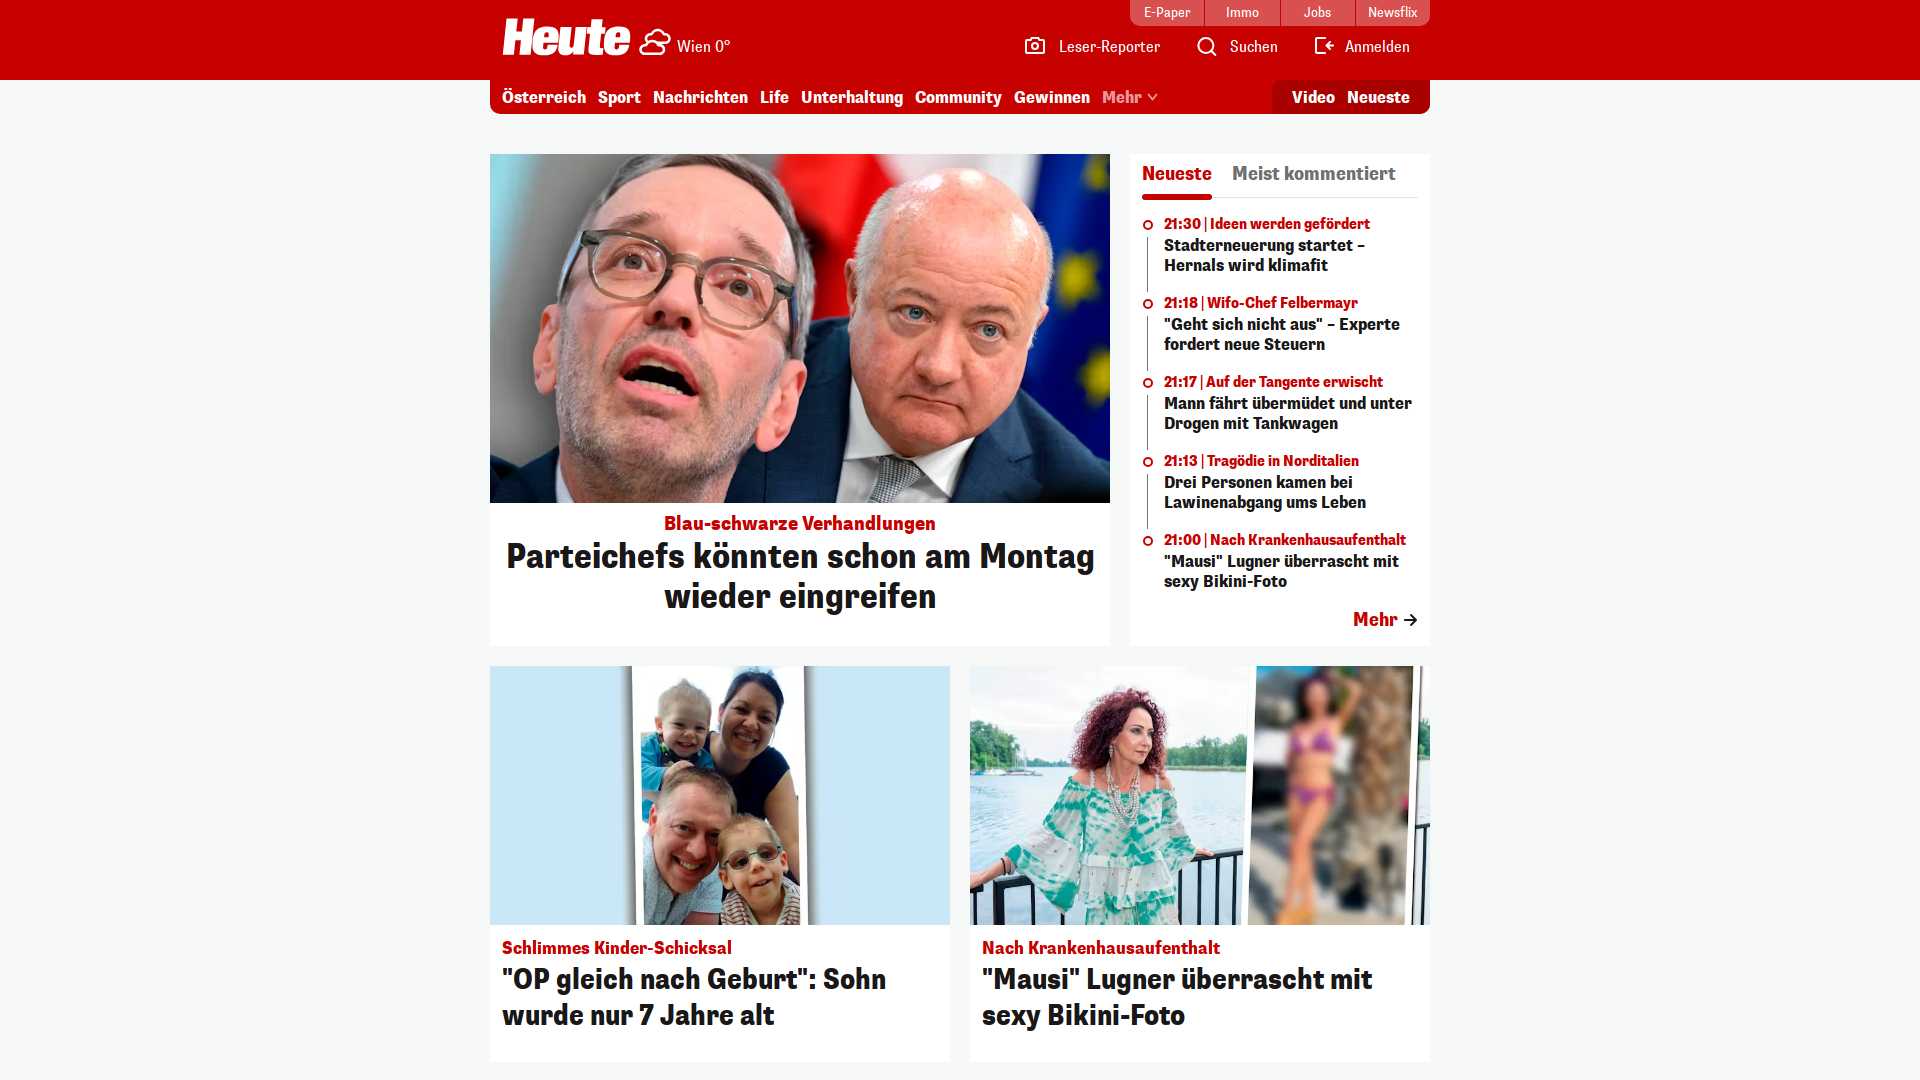 E-Paper
Immo
Jobs
Newsflix
Heute
Wien 0°
Leser-Reporter
Suchen
Anmelden
Österreich
Sport
Nachrichten
Life
Unterhaltung
Community
Gewinnen
Mehr
Video
Neueste
Blau-schwarze Verhandlungen
Parteichefs könnten schon am Montag
wieder eingreifen
Neueste
Meist kommentiert
21:30 | Ideen werden gefördert
Stadterneuerung startet –
Hernals wird klimafit
21:18 | Wifo-Chef Felbermayr
"Geht sich nicht aus" – Experte
fordert neue Steuern
21:17 | Auf der Tangente erwischt
Mann fährt übermüdet und unter
Drogen mit Tankwagen
21:13 | Tragödie in Norditalien
Drei Personen kamen bei
Lawinenabgang ums Leben
21:00 | Nach Krankenhausaufenthalt
"Mausi" Lugner überrascht mit
sexy Bikini-Foto
Mehr
Schlimmes Kinder-Schicksal
"OP gleich nach Geburt": Sohn
wurde nur 7 Jahre alt
Nach Krankenhausaufenthalt
"Mausi" Lugner überrascht mit
sexy Bikini-Foto